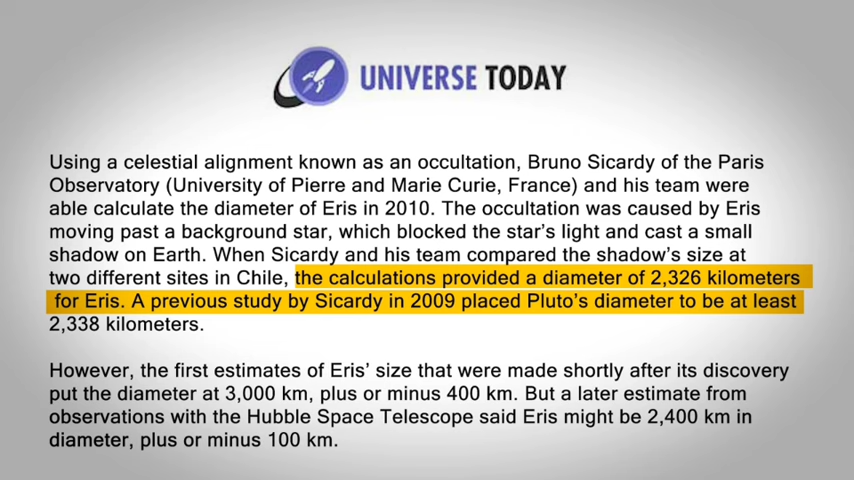 UNIVERSE TODAY
Using a celestial alignment known as an occultation, Bruno Sicardy of the Paris
Observatory (University of Pierre and Marie Curie, France) and his team were
able calculate the diameter of Eris in 2010. The occultation was caused by Eris
moving past a background star, which blocked the star's light and cast a small
shadow on Earth. When Sicardy and his team compared the shadow's size at
two different sites in Chile, the calculations provided a diameter of 2,326 kilometers
for Eris. A previous study by Sicardy in 2009 placed Pluto's diameter to be at least
2,338 kilometers.
However, the first estimates of Eris' size that were made shortly after its discovery
put the diameter at 3,000 km, plus or minus 400 km. But a later estimate from
observations with the Hubble Space Telescope said Eris might be 2,400 km in
diameter, plus or minus 100 km.